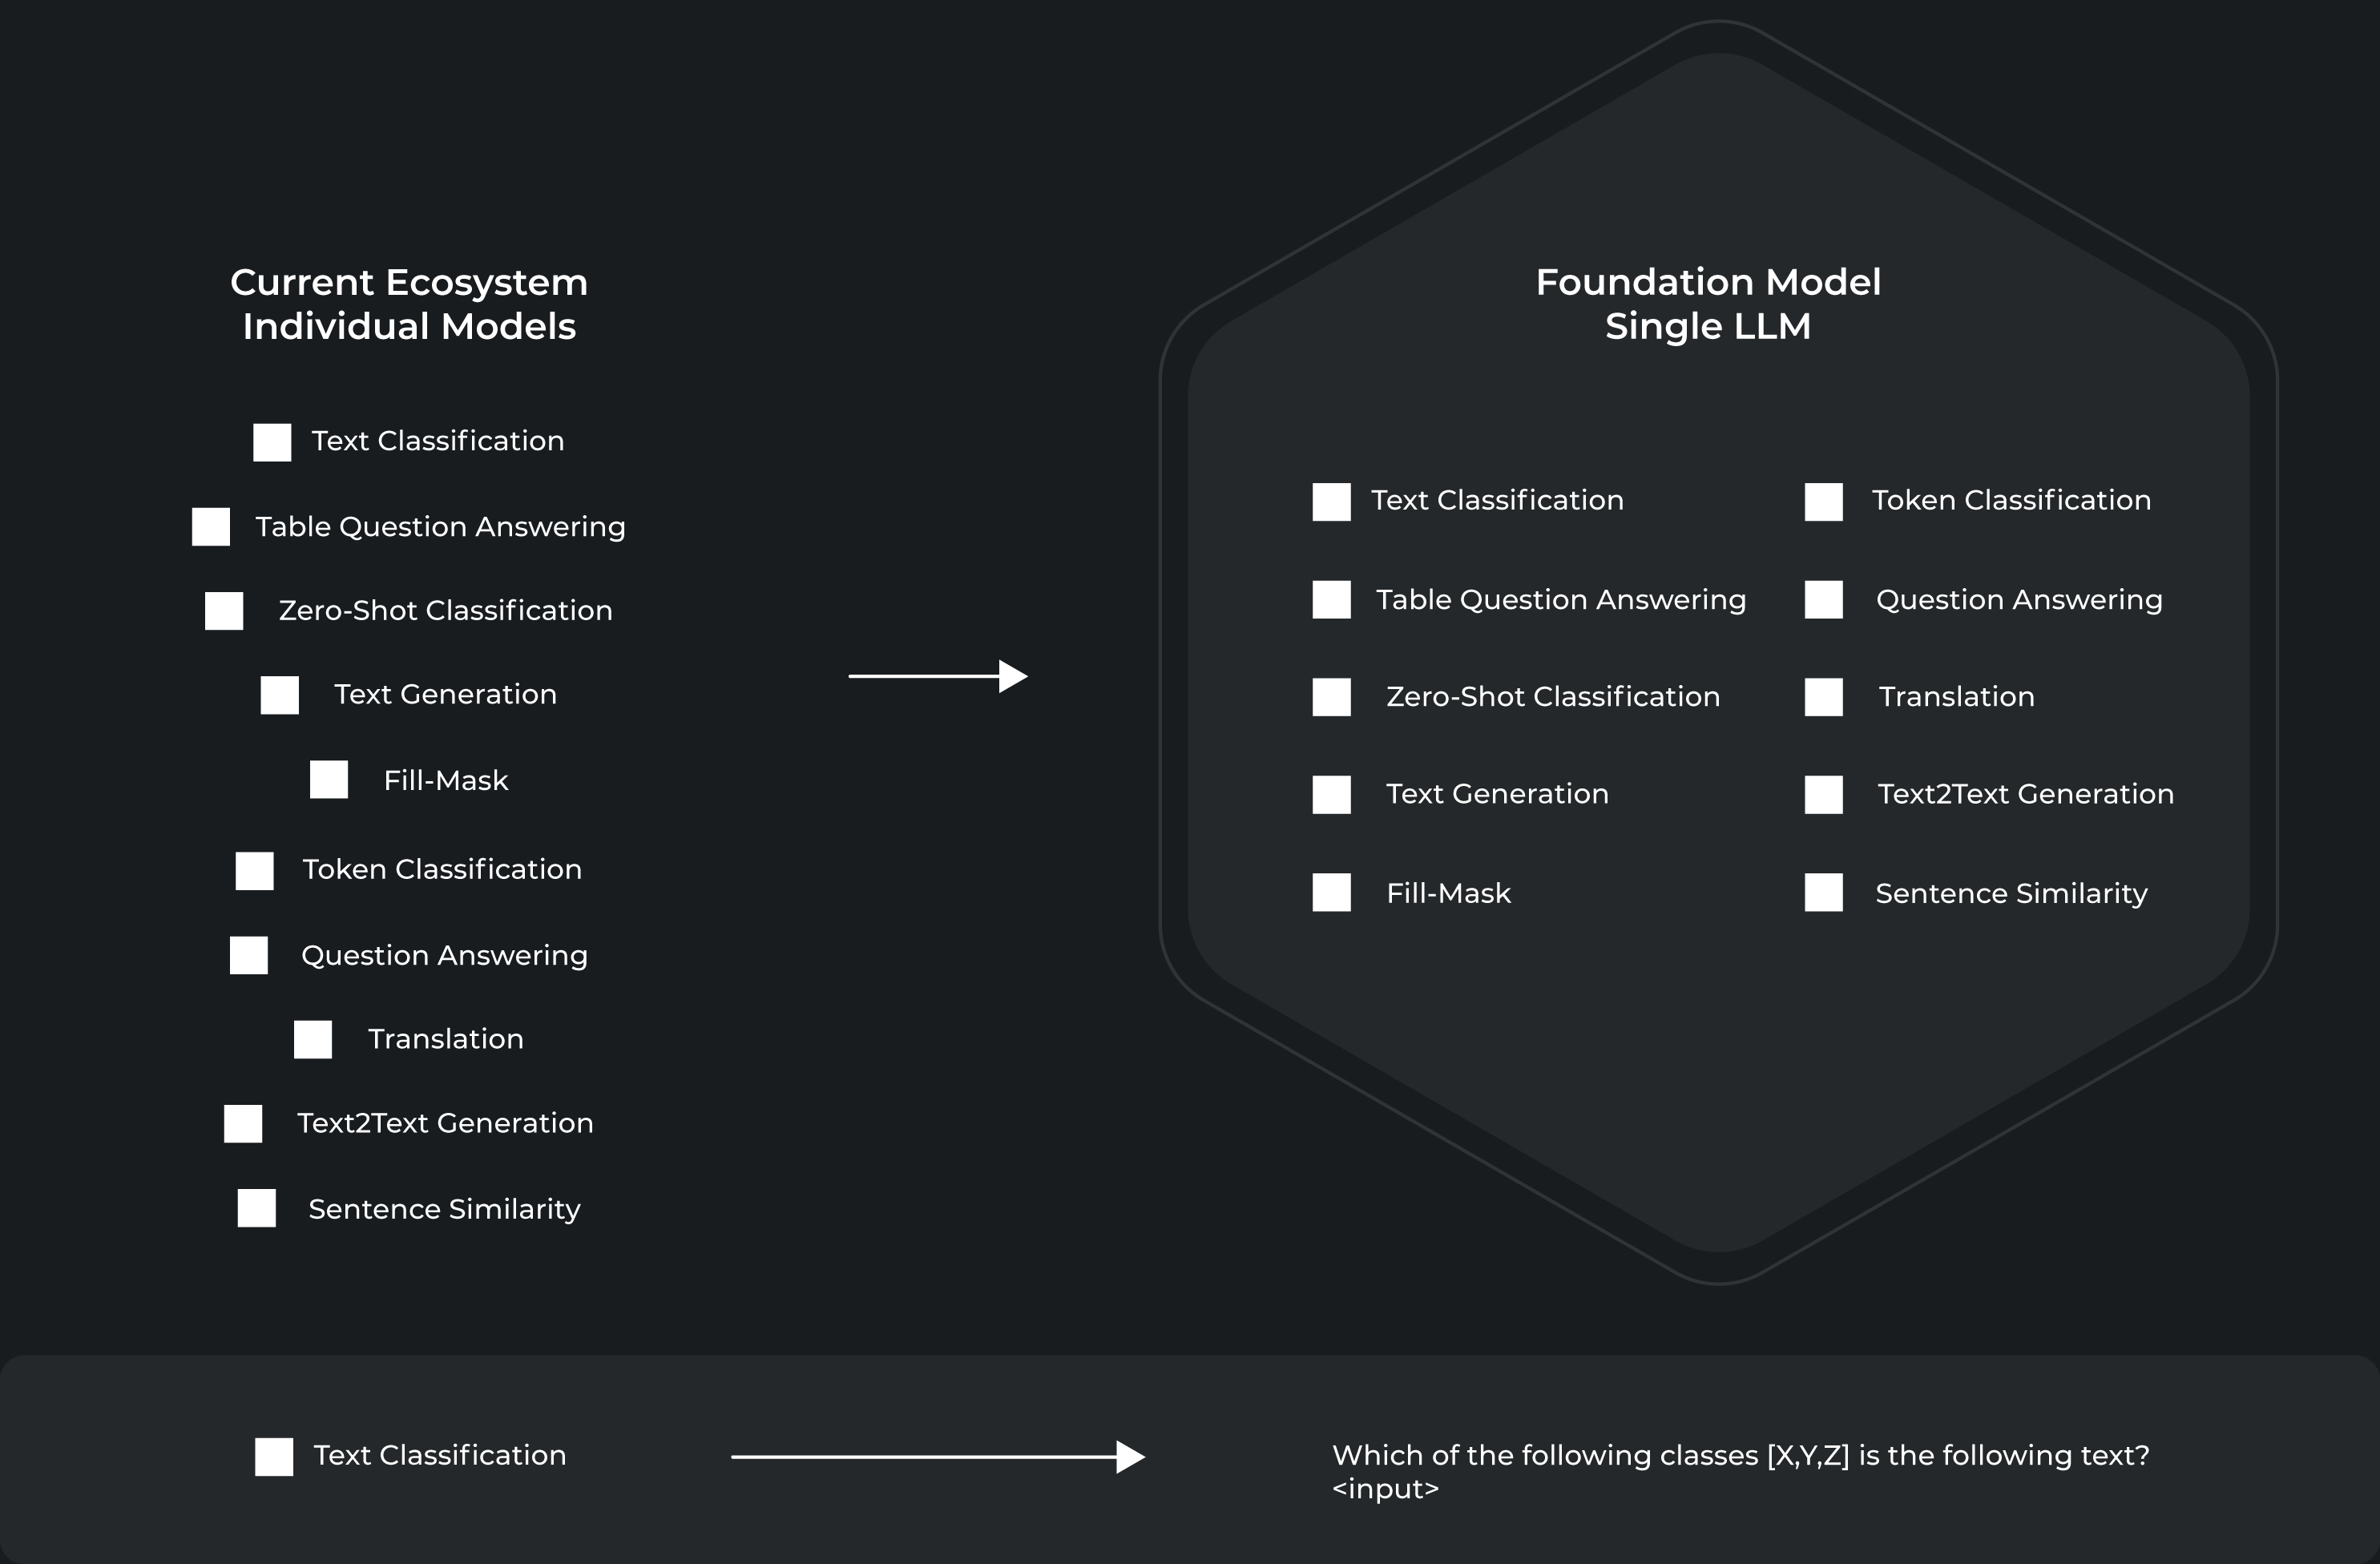 Current Ecosystem
Individual Models
Text Classification
Table Question Answering
Zero-Shot Classification
Text Generation
Fill-Mask
Token Classification
Question Answering
Translation
Text2Text Generation
Sentence Similarity
Foundation Model
Single LLM
Text Classification
Table Question Answering
Zero-Shot Classification
Text Generation
Fill-Mask
Token Classification
Question Answering
Translation
Text2Text Generation
Sentence Similarity
Text Classification
Which of the following classes [X,Y,Z] is the following text?
<input>